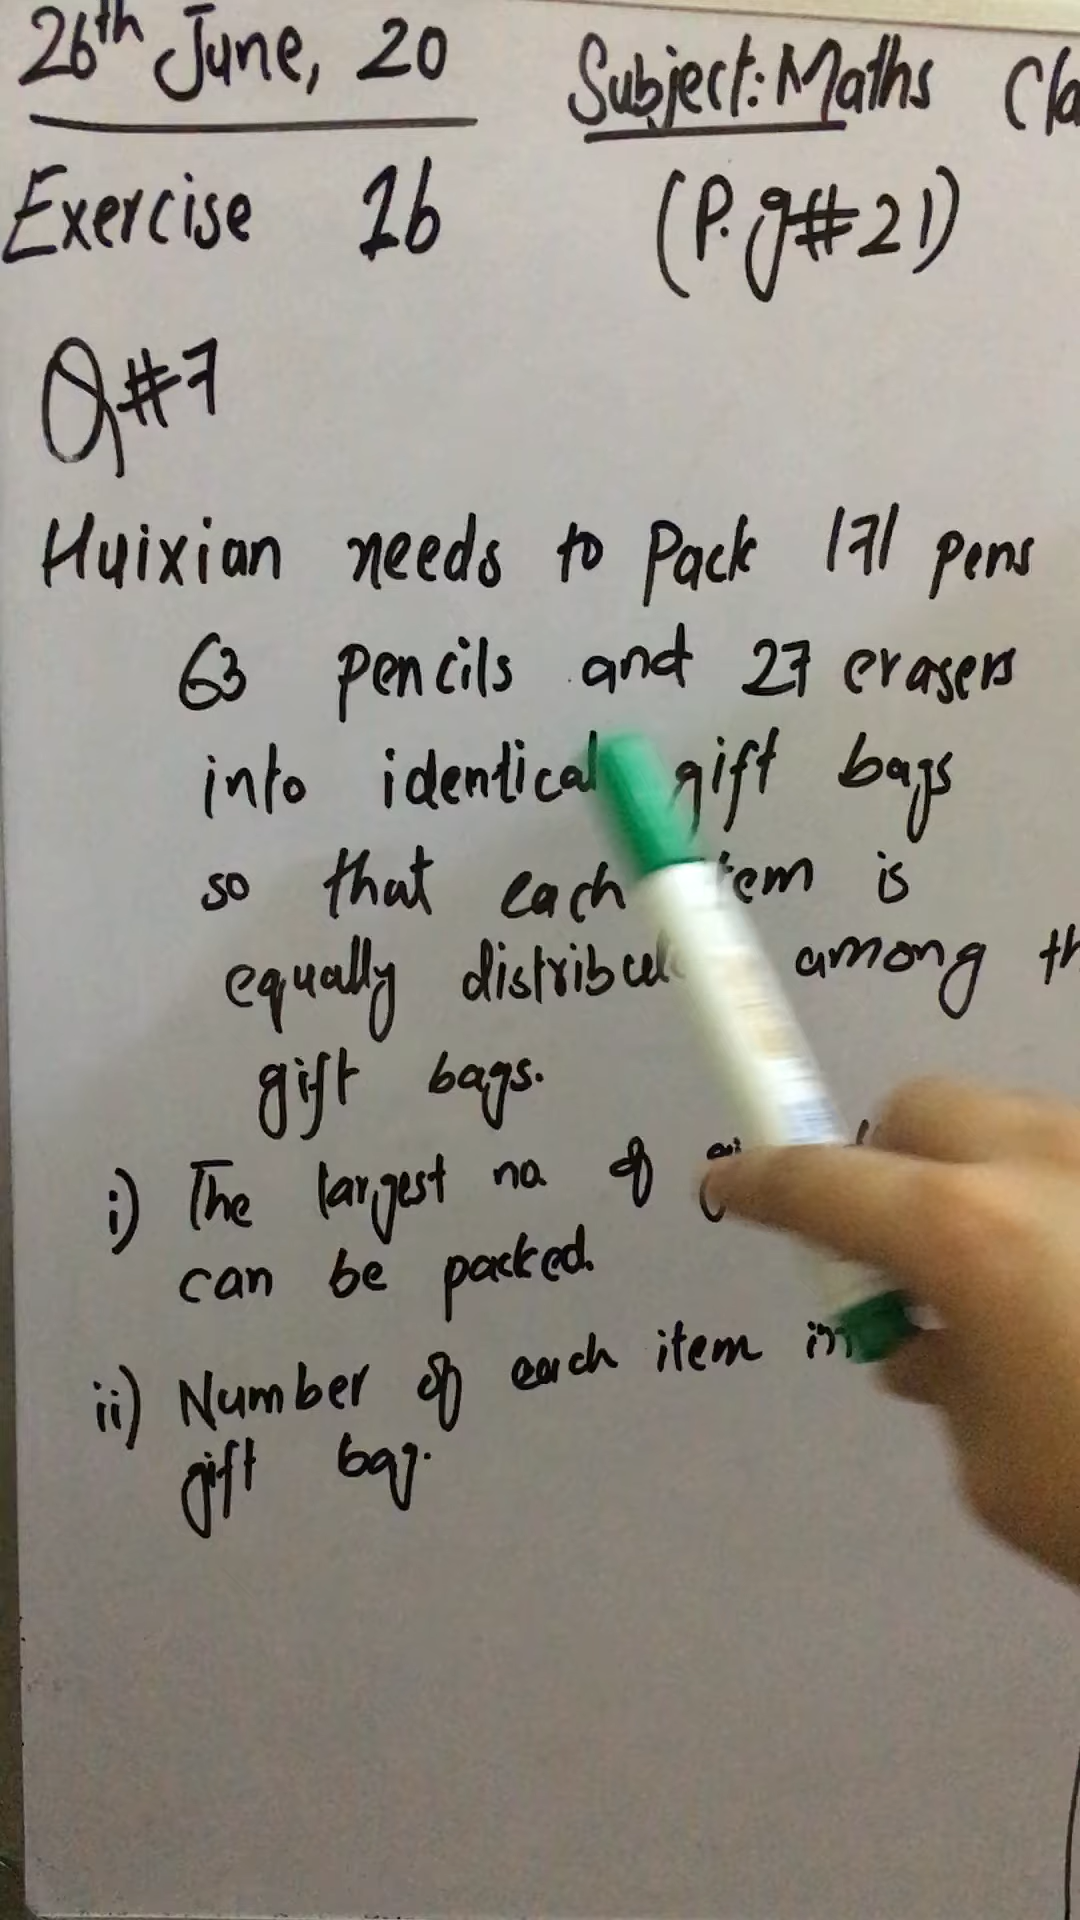 26th June, 20 Subject: Maths
Exercise 1b (P.g#21)
Q#7
Huixian needs to Pack 171 pens
63 pencils and 27 erasers
into identical gift bags
so that each is
equally among
gift bags.
i) The largest no. of
can be packed.
ii) Number of each item in
gift bag.